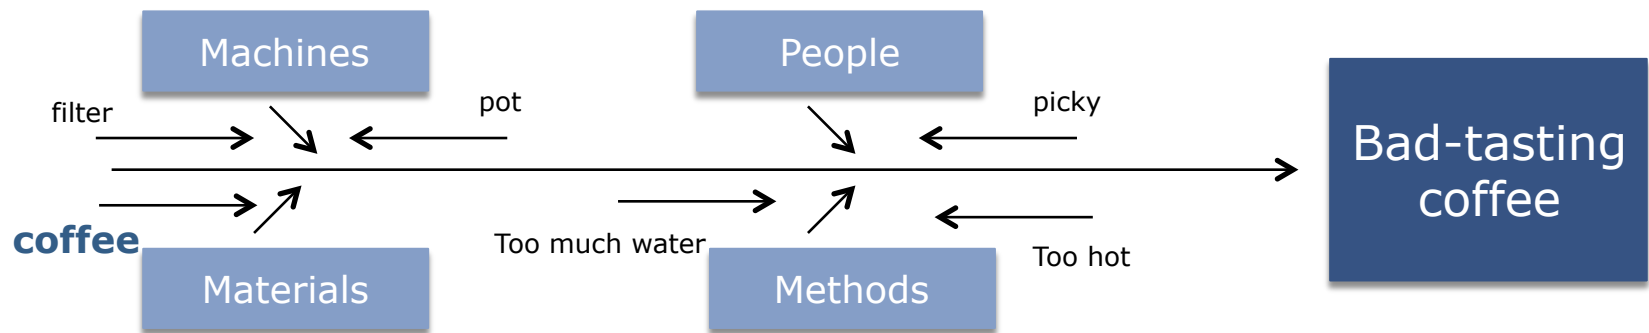 Machines
People
filter
pot
picky
Bad-tasting
coffee
coffee
Too much water
Too hot
Materials
Methods